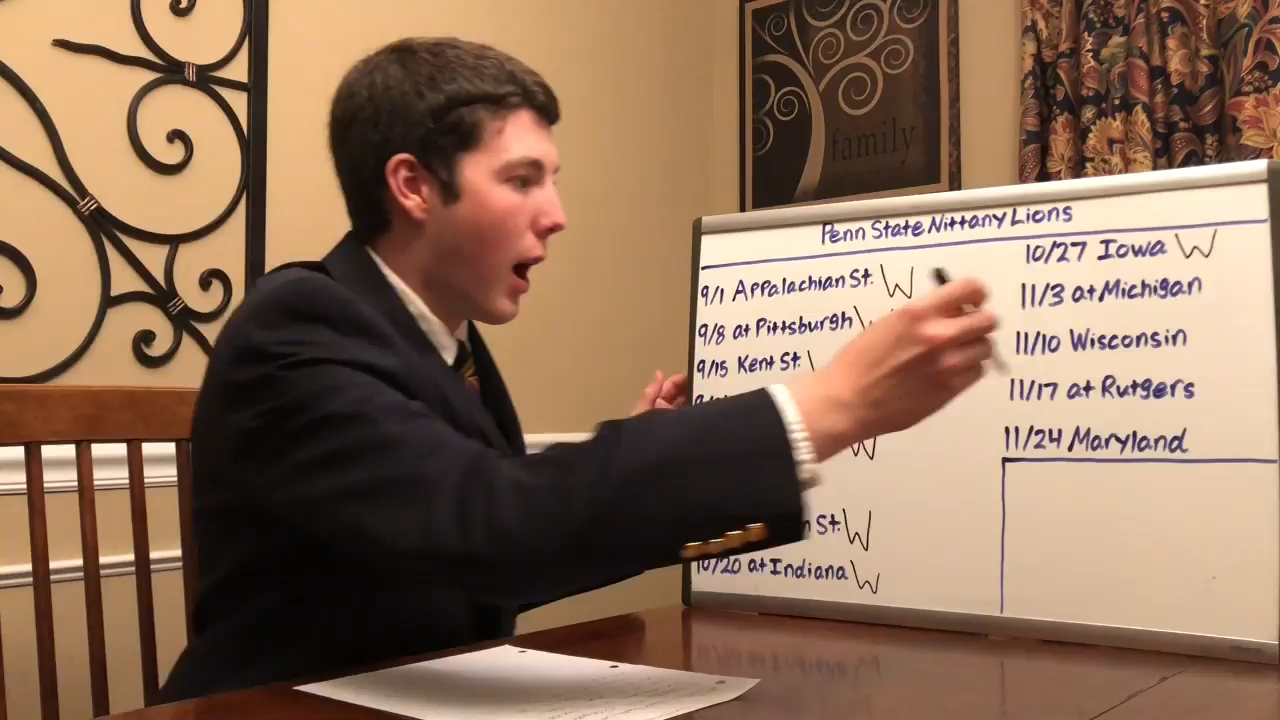 family
Penn State Nittany Lions
9/1 Appalachian St. W
9/8 at Pittsburgh
9/15 Kent St.
W
St. W
10/20 at Indiana W
10/27 Iowa W
11/3 at Michigan
11/10 Wisconsin
11/17 at Rutgers
11/24 Maryland